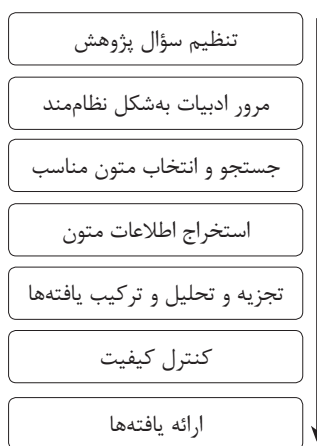 تنظیم سؤال پژوهش
مرور ادبیات به‌شکل نظام‌مند
جستجو و انتخاب متون مناسب
استخراج اطلاعات متون
تجزیه و تحلیل و ترکیب یافته‌ها
کنترل کیفیت
ارائه یافته‌ها